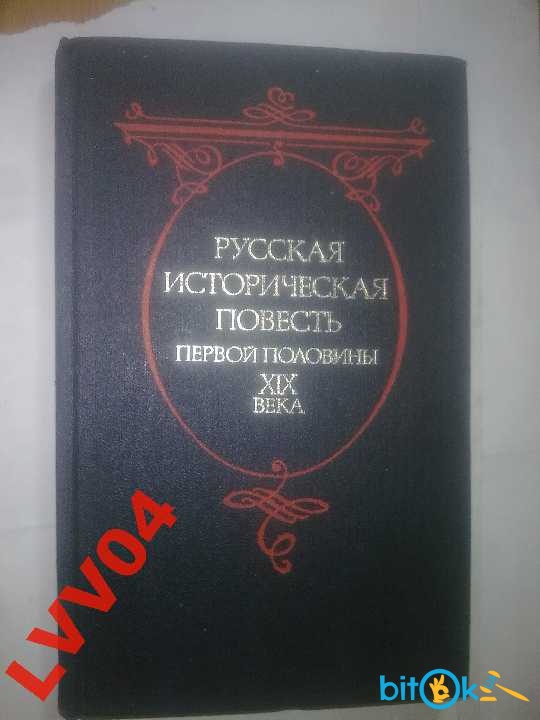 РУССКАЯ
ИСТОРИЧЕСКАЯ
ПОВЕСТЬ
ПЕРВОЙ ПОЛОВИНЫ
XIX
ВЕКА
LVV04
bitOk